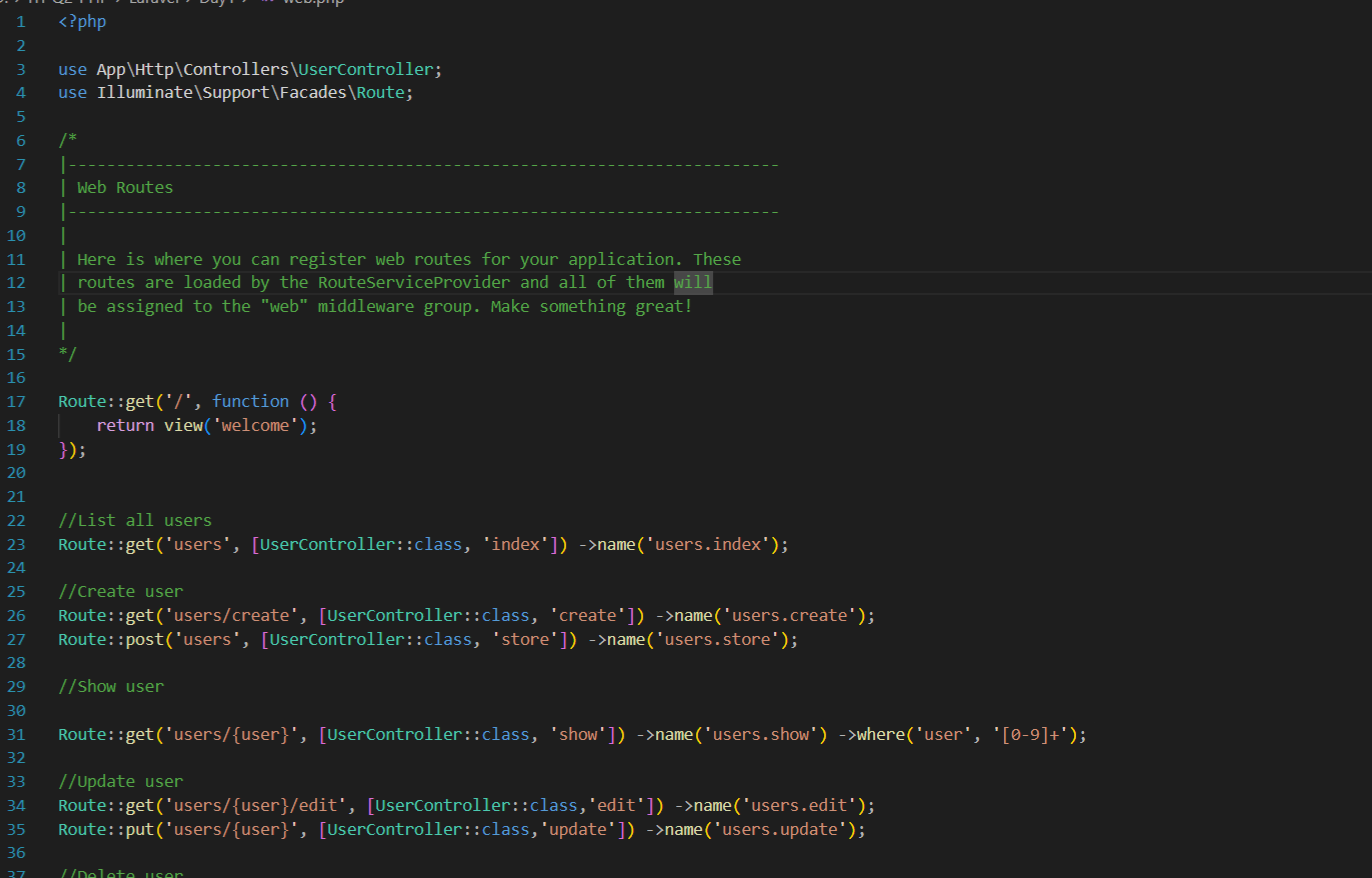 Laravel > Day1 > web.php
1 <?php
2
3 use App\Http\Controllers\UserController;
4 use Illuminate\Support\Facades\Route;
5
6 /*
7 |--------------------------------------------------------------------------
8 | Web Routes
9 |--------------------------------------------------------------------------
10 |
11 | Here is where you can register web routes for your application. These
12 | routes are loaded by the RouteServiceProvider and all of them will
13 | be assigned to the "web" middleware group. Make something great!
14 |
15 */
16
17 Route::get('/', function () {
18     return view('welcome');
19 });
20
21
22 //List all users
23 Route::get('users', [UserController::class, 'index']) ->name('users.index');
24
25 //Create user
26 Route::get('users/create', [UserController::class, 'create']) ->name('users.create');
27 Route::post('users', [UserController::class, 'store']) ->name('users.store');
28
29 //Show user
30
31 Route::get('users/{user}', [UserController::class, 'show']) ->name('users.show') ->where('user', '[0-9]+');
32
33 //Update user
34 Route::get('users/{user}/edit', [UserController::class,'edit']) ->name('users.edit');
35 Route::put('users/{user}', [UserController::class,'update']) ->name('users.update');
36
37 //Delete user